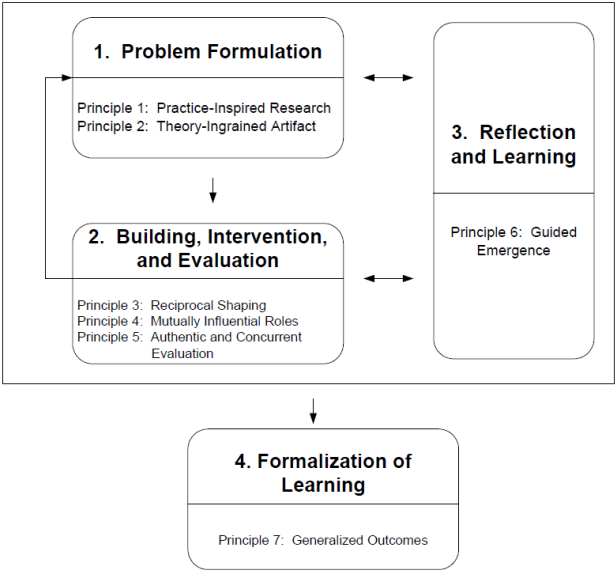 1. Problem Formulation
Principle 1: Practice-Inspired Research
Principle 2: Theory-Ingrained Artifact
2. Building, Intervention,
and Evaluation
Principle 3: Reciprocal Shaping
Principle 4: Mutually Influential Roles
Principle 5: Authentic and Concurrent
Evaluation
3. Reflection
and Learning
Principle 6: Guided
Emergence
4. Formalization of
Learning
Principle 7: Generalized Outcomes